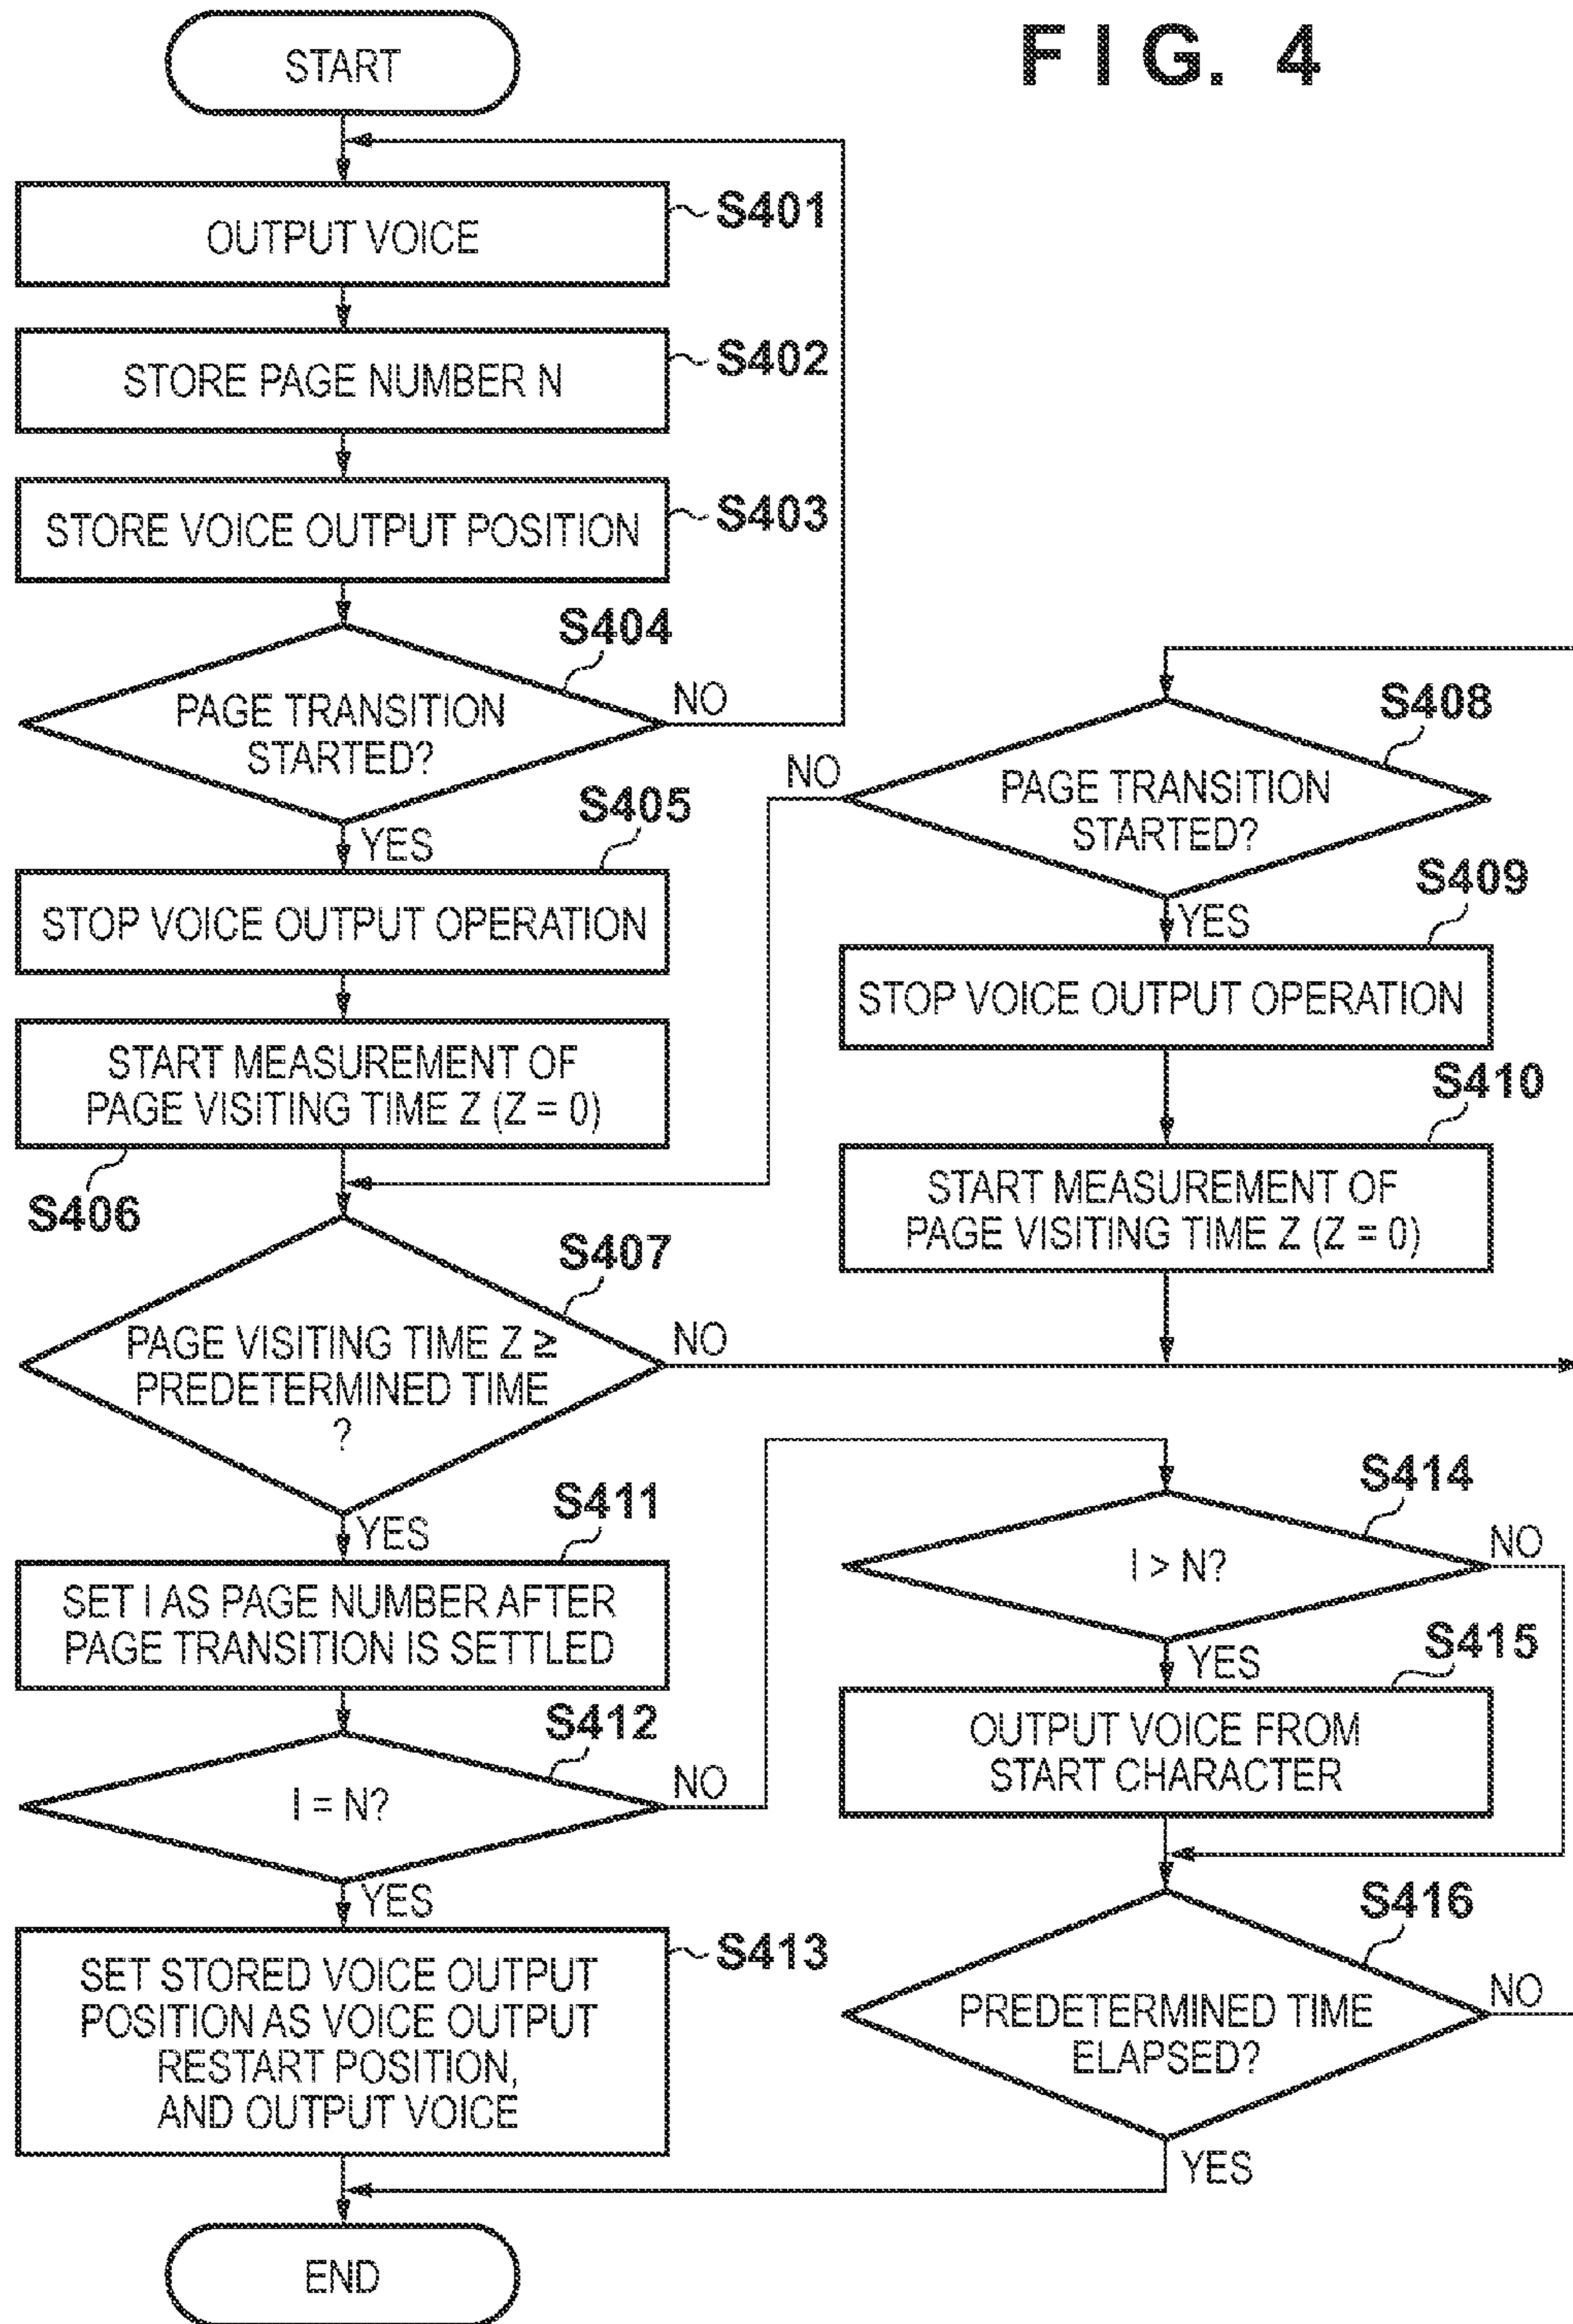 FIG. 4
START
OUTPUT VOICE
S401
STORE PAGE NUMBER N
S402
STORE VOICE OUTPUT POSITION
S403
S404
PAGE TRANSITION
STARTED?
NO
YES
S405
STOP VOICE OUTPUT OPERATION
START MEASUREMENT OF
PAGE VISITING TIME Z (Z = 0)
S406
S407
PAGE VISITING TIME Z ≥
PREDETERMINED TIME
?
NO
YES
S408
PAGE TRANSITION
STARTED?
NO
YES
S409
STOP VOICE OUTPUT OPERATION
S410
START MEASUREMENT OF
PAGE VISITING TIME Z (Z = 0)
S411
SET I AS PAGE NUMBER AFTER
PAGE TRANSITION IS SETTLED
S412
I = N?
NO
YES
S413
SET STORED VOICE OUTPUT
POSITION AS VOICE OUTPUT
RESTART POSITION,
AND OUTPUT VOICE
S414
I > N?
NO
YES
S415
OUTPUT VOICE FROM
START CHARACTER
S416
PREDETERMINED TIME
ELAPSED?
NO
YES
END